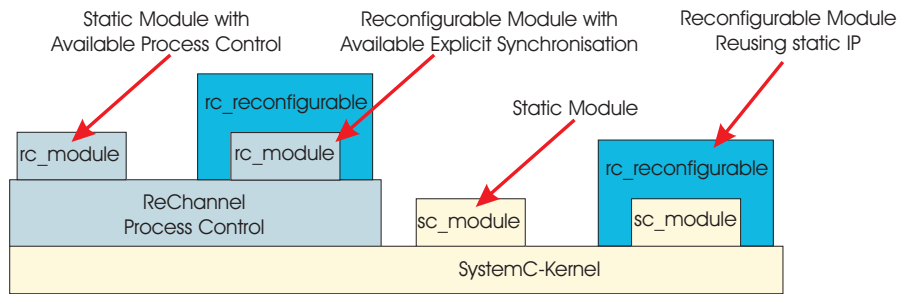 Static Module with
Available Process Control
Reconfigurable Module with
Available Explicit Synchronisation
Reconfigurable Module
Reusing static IP
rc_reconfigurable
Static Module
rc_module
rc_module
rc_reconfigurable
ReChannel
Process Control
sc_module
sc_module
SystemC-Kernel